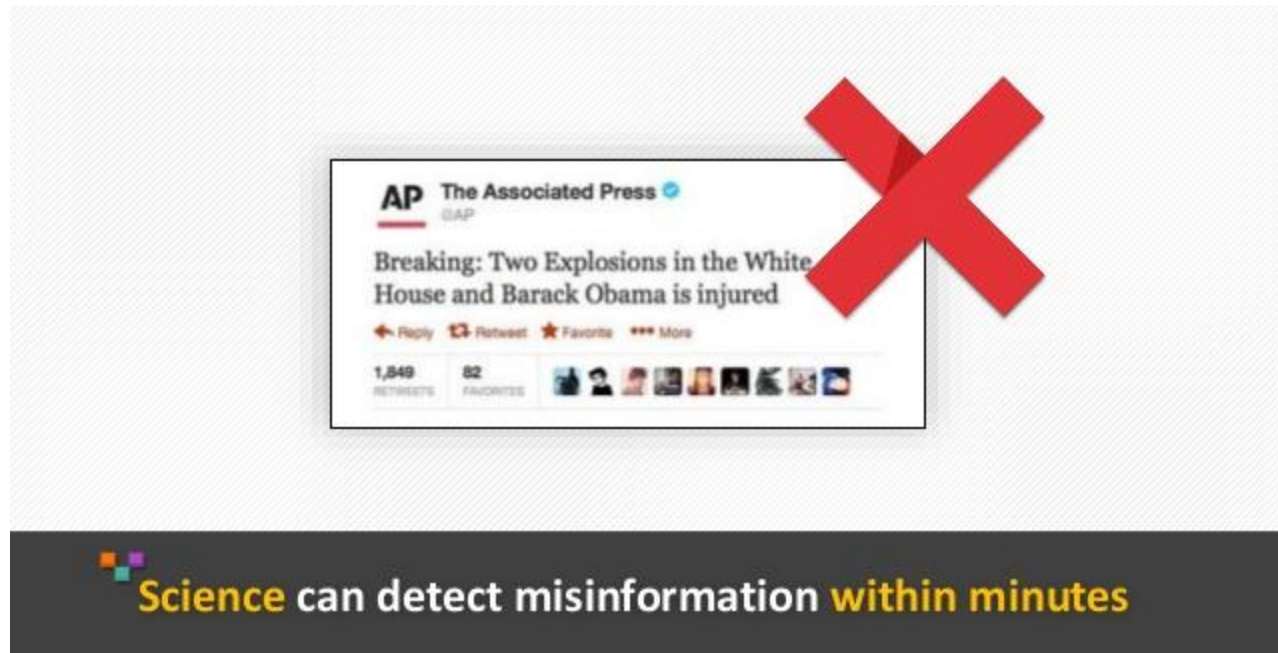 AP The Associated Press
@AP
Breaking: Two Explosions in the White
House and Barack Obama is injured
Reply Retweet Favorite More
1,849 82
RETWEETS FAVORITES
Science can detect misinformation within minutes